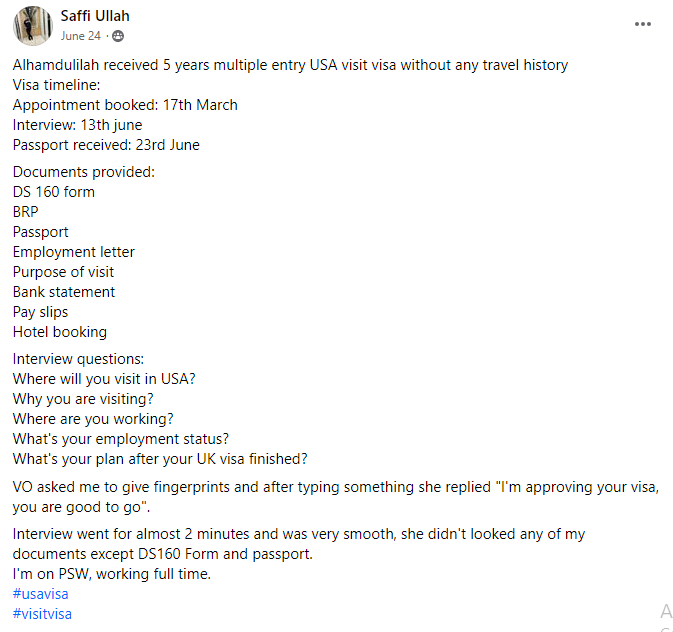 Saffi Ullah
June 24 ·
Alhamdulilah received 5 years multiple entry USA visit visa without any travel history
Visa timeline:
Appointment booked: 17th March
Interview: 13th june
Passport received: 23rd June
Documents provided:
DS 160 form
BRP
Passport
Employment letter
Purpose of visit
Bank statement
Pay slips
Hotel booking
Interview questions:
Where will you visit in USA?
Why you are visiting?
Where are you working?
What's your employment status?
What's your plan after your UK visa finished?
VO asked me to give fingerprints and after typing something she replied "I'm approving your visa,
you are good to go".
Interview went for almost 2 minutes and was very smooth, she didn't looked any of my
documents except DS160 Form and passport.
I'm on PSW, working full time.
#usavisa
#visitvisa
A